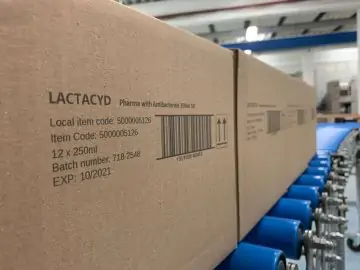 LACTACYD Pharma with Antibacterials 250ml
Local item code: 5000005126
Item Code: 5000005126
12 x 250ml
Batch number: 718-2548
EXP: 10/2021